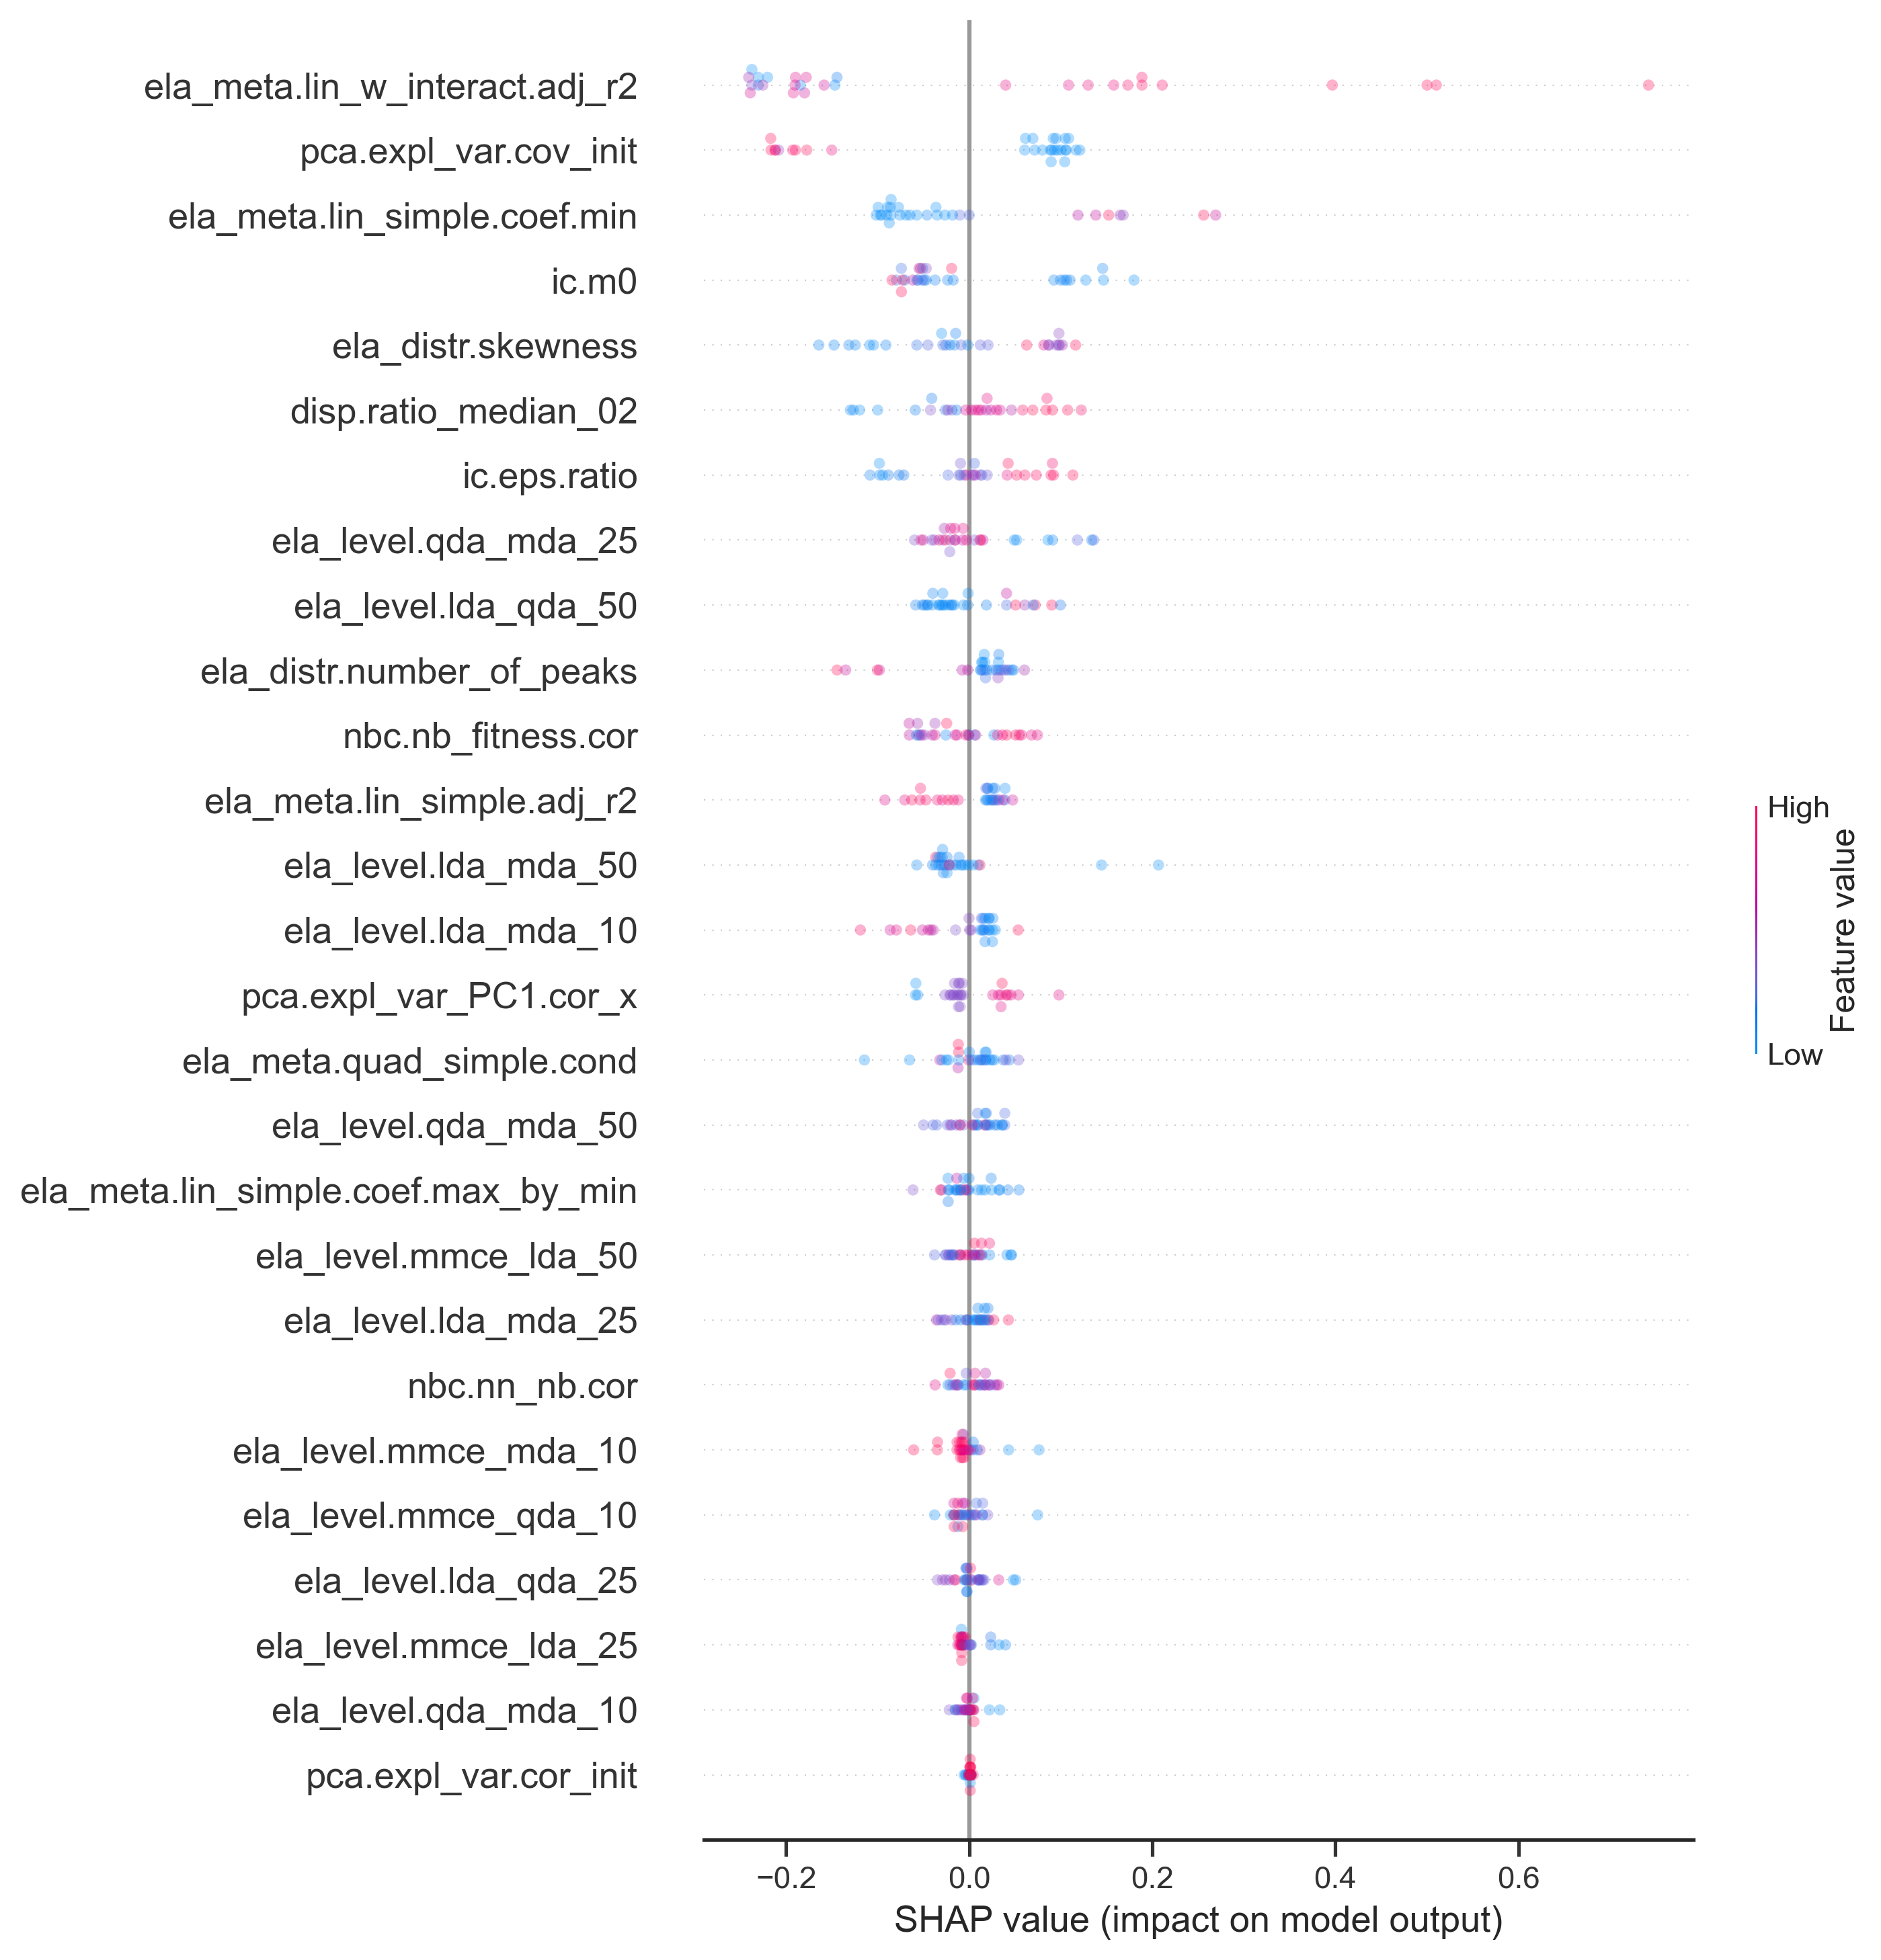 ela_meta.lin_w_interact.adj_r2
pca.expl_var.cov_init
ela_meta.lin_simple.coef.min
ic.m0
ela_distr.skewness
disp.ratio_median_02
ic.eps.ratio
ela_level.qda_mda_25
ela_level.lda_qda_50
ela_distr.number_of_peaks
nbc.nb_fitness.cor
ela_meta.lin_simple.adj_r2
ela_level.lda_mda_50
ela_level.lda_mda_10
pca.expl_var_PC1.cor_x
ela_meta.quad_simple.cond
ela_level.qda_mda_50
ela_meta.lin_simple.coef.max_by_min
ela_level.mmce_lda_50
ela_level.lda_mda_25
nbc.nn_nb.cor
ela_level.mmce_mda_10
ela_level.mmce_qda_10
ela_level.lda_qda_25
ela_level.mmce_lda_25
ela_level.qda_mda_10
pca.expl_var.cor_init
−0.2 0.0 0.2 0.4 0.6
SHAP value (impact on model output)
High
Feature value
Low